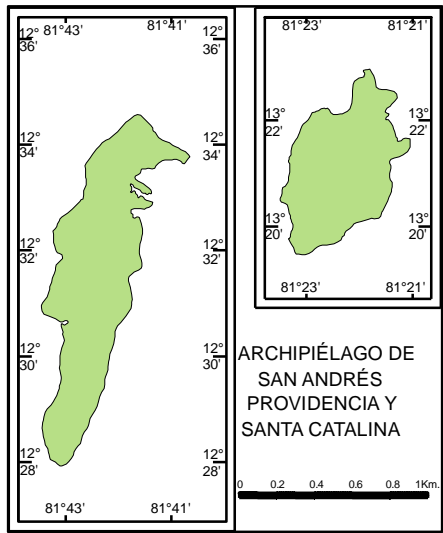 81°43' 81°41'
12° 36' 12° 36'
12° 34' 12° 34'
12° 32' 12° 32'
12° 30' 12° 30'
12° 28' 12° 28'
81°43' 81°41'
81°23' 81°21'
13° 22' 13° 22'
13° 20' 13° 20'
81°23' 81°21'
ARCHIPIÉLAGO DE
SAN ANDRÉS
PROVIDENCIA Y
SANTA CATALINA
0 0.2 0.4 0.6 0.8 1Km.